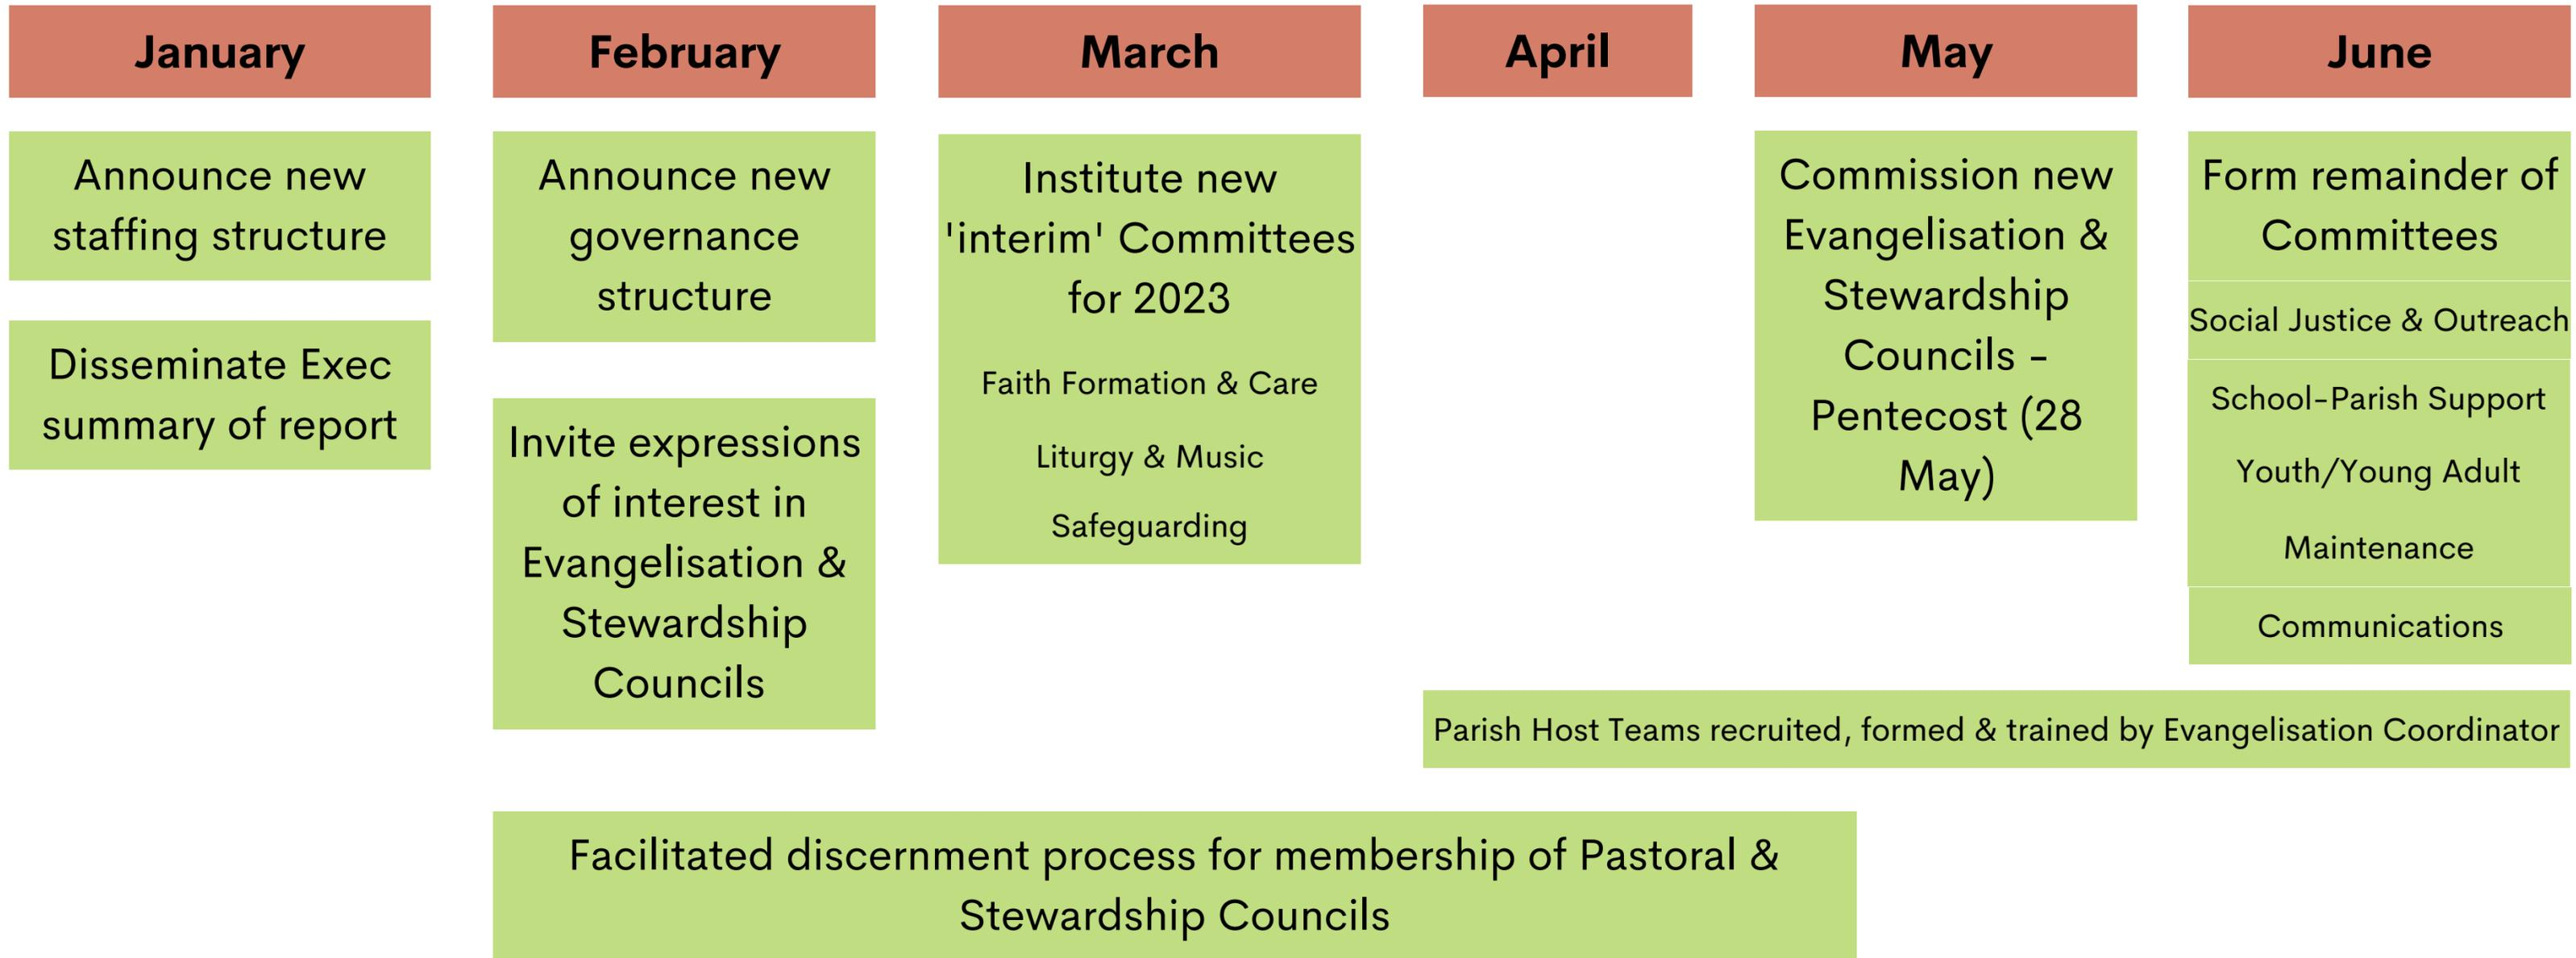 January
February
March
April
May
June
Announce new
staffing structure
Disseminate Exec
summary of report
Announce new
governance
structure
Invite expressions
of interest in
Evangelisation &
Stewardship
Councils
Institute new
'interim' Committees
for 2023
Faith Formation & Care
Liturgy & Music
Safeguarding
Commission new
Evangelisation &
Stewardship
Councils -
Pentecost (28
May)
Form remainder of
Committees
Social Justice & Outreach
School-Parish Support
Youth/Young Adult
Maintenance
Communications
Parish Host Teams recruited, formed & trained by Evangelisation Coordinator
Facilitated discernment process for membership of Pastoral &
Stewardship Councils